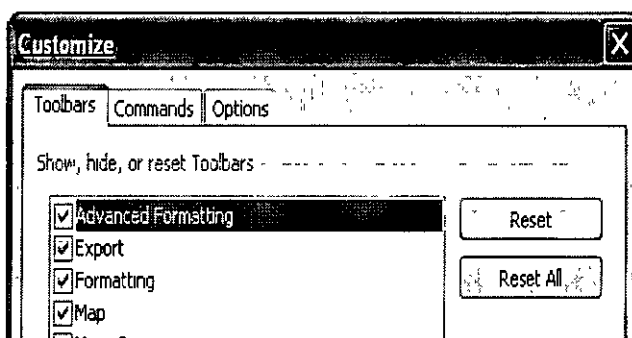 Customize
Toolbars Commands Options
Show, hide, or reset Toolbars
Advanced Formatting
Reset
Export
Formatting
Reset All
Map